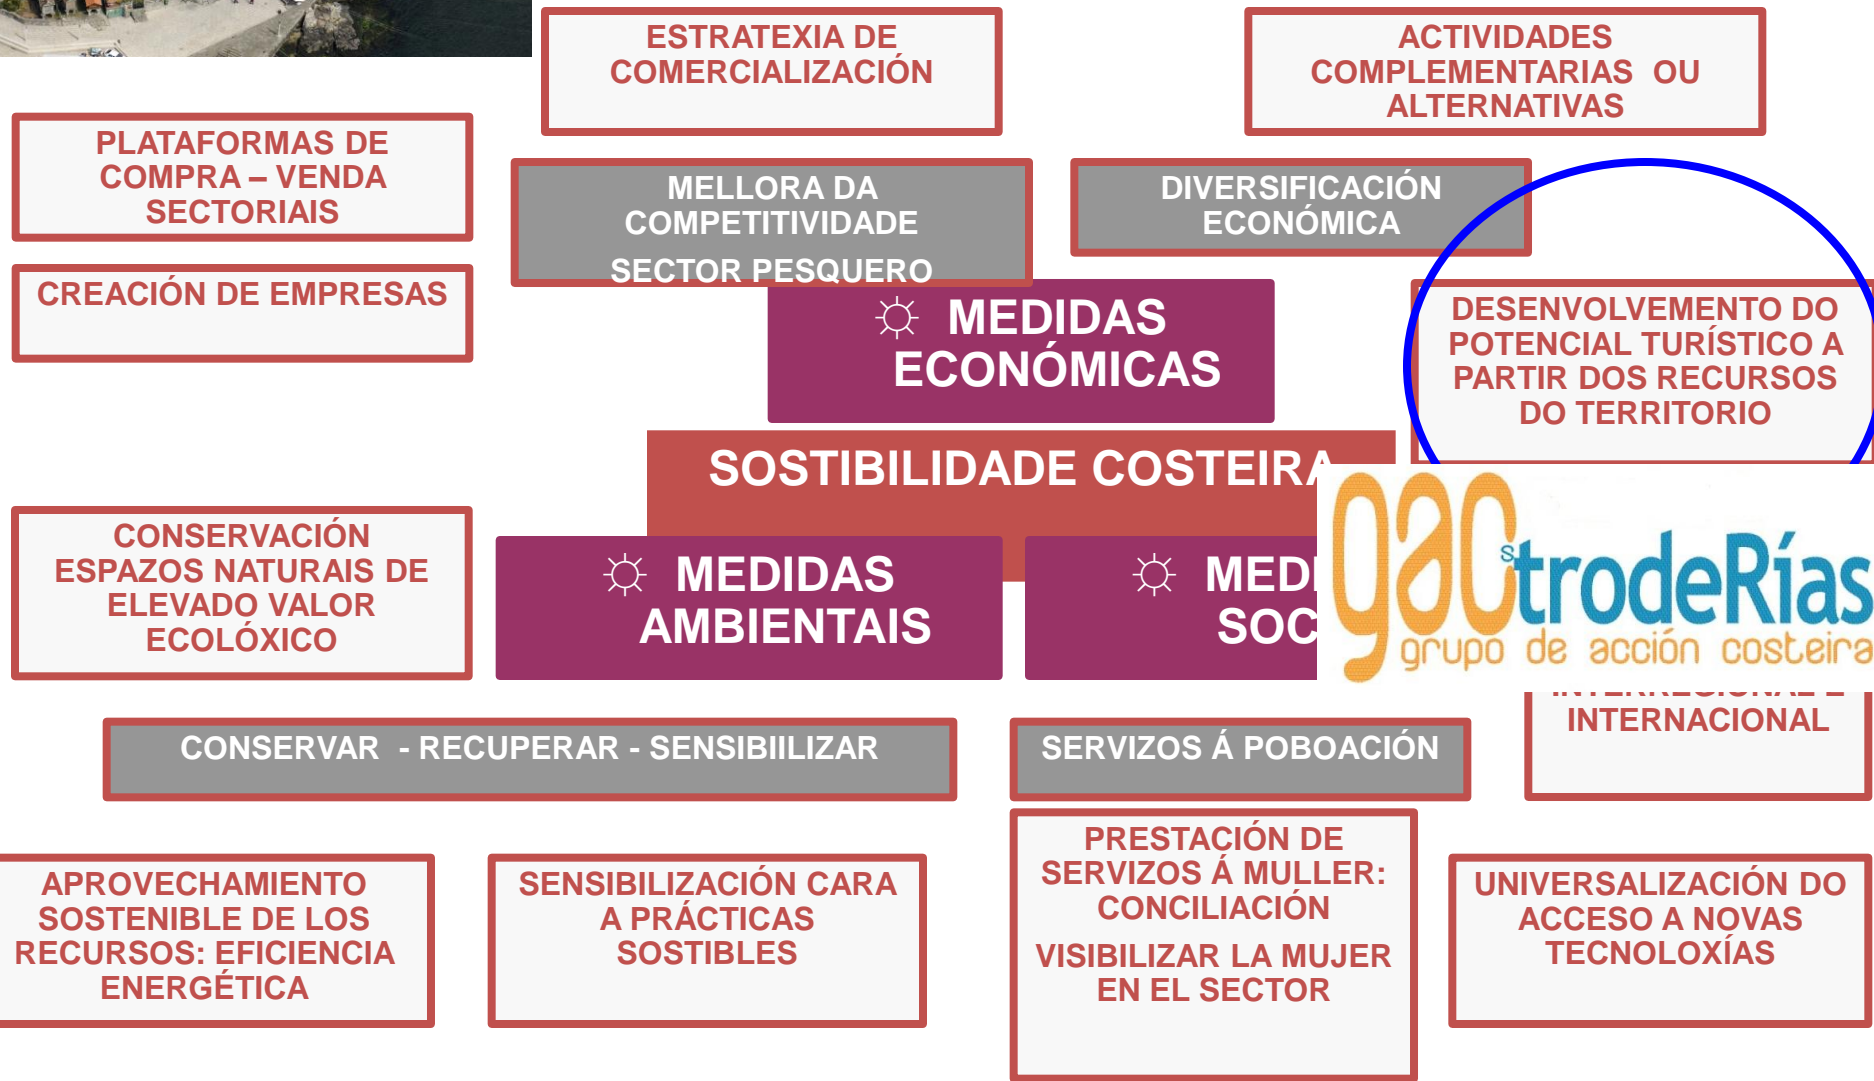 ESTRATEXIA DE
COMERCIALIZACIÓN
ACTIVIDADES
COMPLEMENTARIAS OU
ALTERNATIVAS
PLATAFORMAS DE
COMPRA – VENDA
SECTORIAIS
MELLORA DA
COMPETITIVIDADE
SECTOR PESQUERO
DIVERSIFICACIÓN
ECONÓMICA
CREACIÓN DE EMPRESAS
☼ MEDIDAS
ECONÓMICAS
DESENVOLVEMENTO DO
POTENCIAL TURÍSTICO A
PARTIR DOS RECURSOS
DO TERRITORIO
SOSTIBILIDADE COSTEIRA
CONSERVACIÓN
ESPAZOS NATURAIS DE
ELEVADO VALOR
ECOLÓXICO
☼ MEDIDAS
AMBIENTAIS
☼ MEDI
SOC
gac strodeRías
grupo de acción costeira
INTERREGIONAL E
INTERNACIONAL
CONSERVAR - RECUPERAR - SENSIBIILIZAR
SERVIZOS Á POBOACIÓN
APROVECHAMIENTO
SOSTENIBLE DE LOS
RECURSOS: EFICIENCIA
ENERGÉTICA
SENSIBILIZACIÓN CARA
A PRÁCTICAS
SOSTIBLES
PRESTACIÓN DE
SERVIZOS Á MULLER:
CONCILIACIÓN
VISIBILIZAR LA MUJER
EN EL SECTOR
UNIVERSALIZACIÓN DO
ACCESO A NOVAS
TECNOLOXÍAS